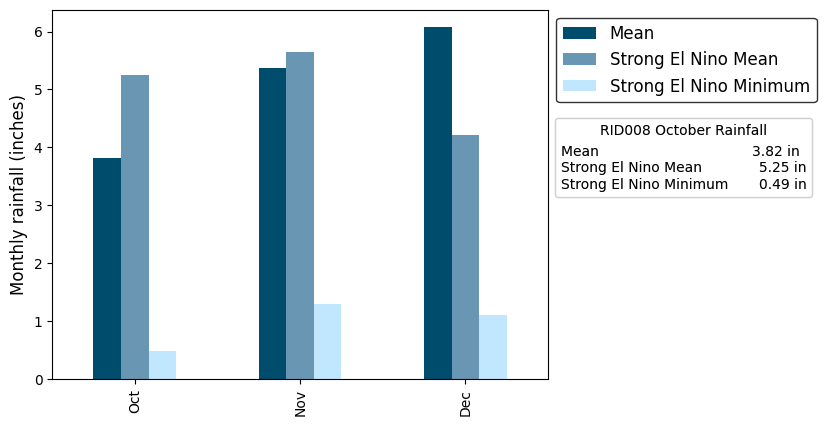 6
5
4
3
2
1
0
Monthly rainfall (inches)
Oct
Nov
Dec
Mean
Strong El Nino Mean
Strong El Nino Minimum
RID008 October Rainfall
Mean 3.82 in
Strong El Nino Mean 5.25 in
Strong El Nino Minimum 0.49 in